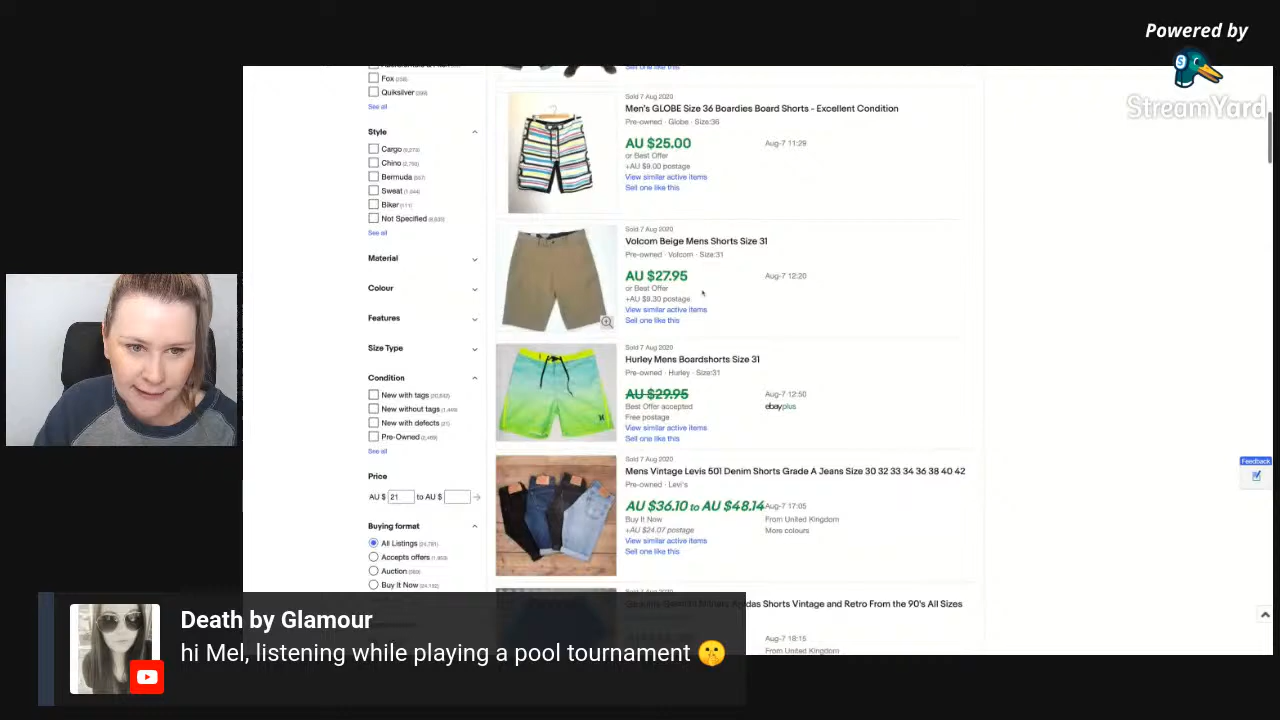 Powered by
StreamYard
Fox
Quiksilver
See all
Style
Cargo
Chino
Bermuda
Sweat
Biker
Not Specified
See all
Material
Colour
Features
Size Type
Condition
New with tags
New without tags
New with defects (21)
Pre-Owned
See all
Price
AU $ 21 to AU $
Buying format
All Listings
Accepts offers
Auction
Buy It Now
Sell one like this
Sold 7 Aug 2020
Men's GLOBE Size 36 Boardies Board Shorts - Excellent Condition
Pre-owned · Globe · Size:36
AU $25.00
Aug-7 11:29
or Best Offer
+AU $9.00 postage
View similar active items
Sell one like this
Sold 7 Aug 2020
Volcom Beige Mens Shorts Size 31
Pre-owned · Volcom · Size:31
AU $27.95
Aug-7 12:20
or Best Offer
+AU $9.30 postage
View similar active items
Sell one like this
Sold 7 Aug 2020
Hurley Mens Boardshorts Size 31
Pre-owned · Hurley · Size:31
AU $29.95
Aug-7 12:50
Best Offer accepted
ebayplus
Free postage
View similar active items
Sell one like this
Sold 7 Aug 2020
Mens Vintage Levis 501 Denim Shorts Grade A Jeans Size 30 32 33 34 36 38 40 42
Pre-owned · Levi's
AU $36.10 to AU $48.14
Aug-7 17:05
Buy It Now
From United Kingdom
+AU $24.07 postage
More colours
View similar active items
Sell one like this
Adidas Shorts Vintage and Retro From the 90's All Sizes
Aug-7 18:15
From United Kingdom
Feedback
Death by Glamour
hi Mel, listening while playing a pool tournament 🤫